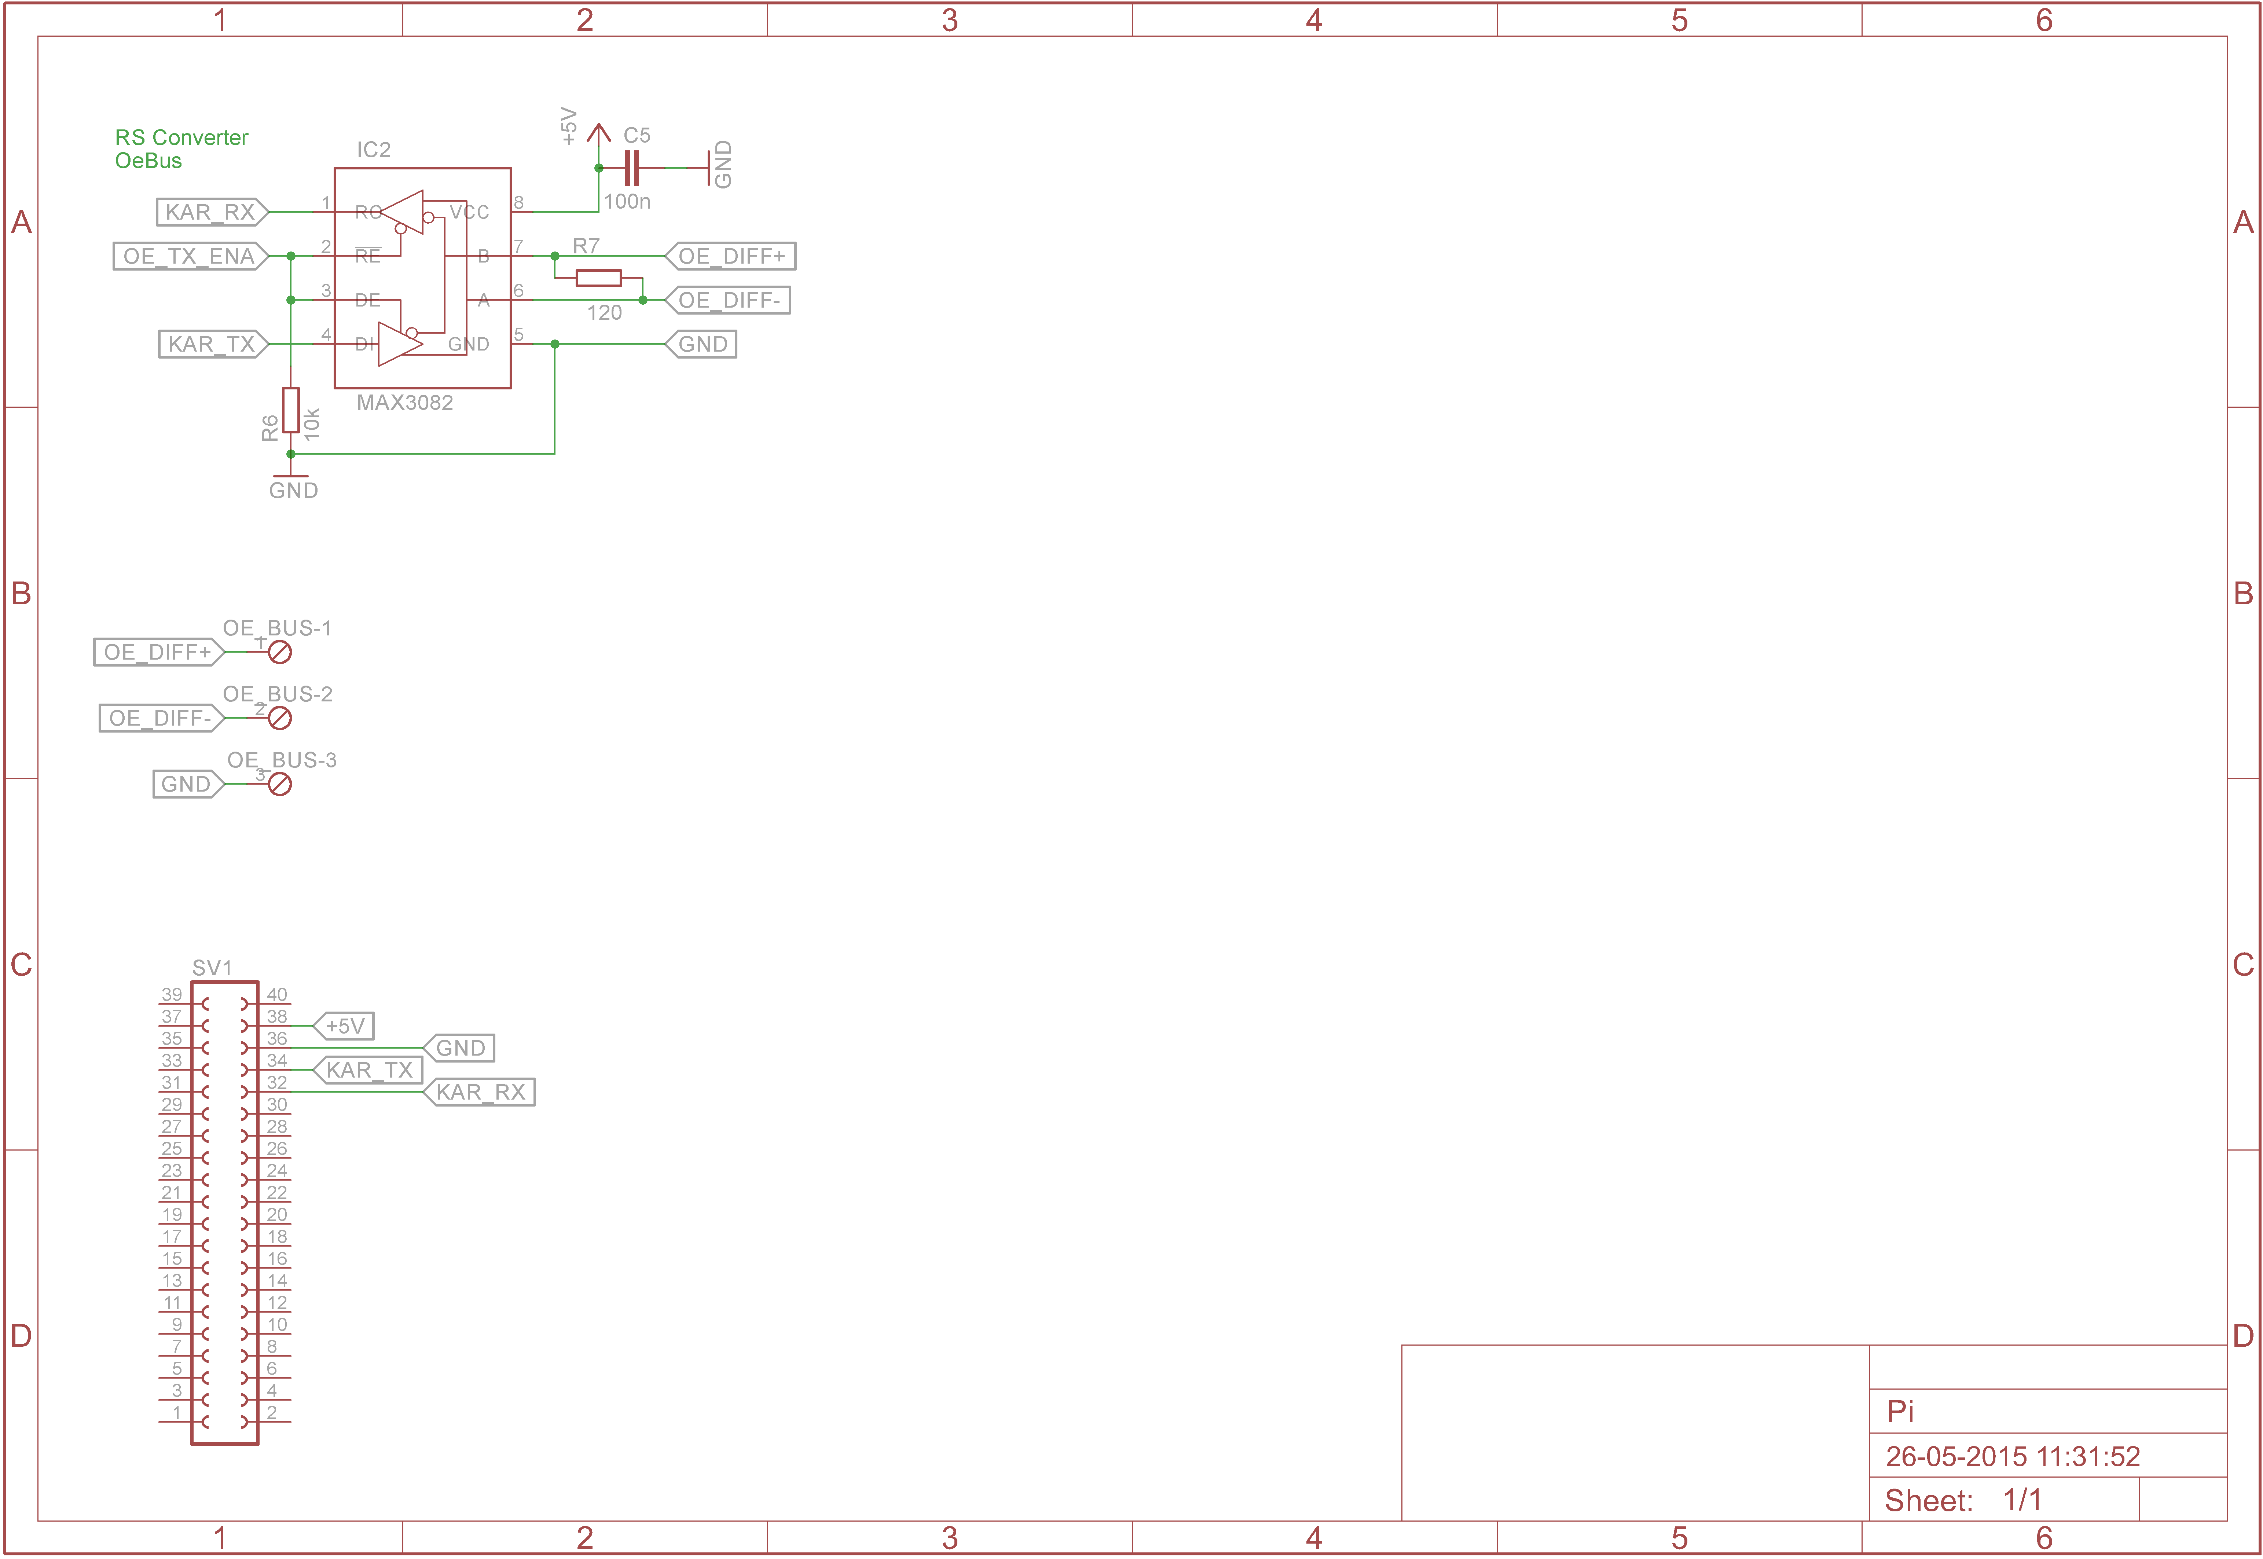 1 2 3 4 5 6
A A
B B
C C
D D
RS Converter
OeBus
IC2
+5V
C5
GND
100n
KAR_RX
1
RO
VCC
8
OE_TX_ENA
2
RE
B
7
R7
OE_DIFF+
3
DE
A
6
OE_DIFF-
120
KAR_TX
4
DI
GND
5
GND
MAX3082
R6
10k
GND
OE_BUS-1
OE_DIFF+
1
OE_BUS-2
OE_DIFF-
2
OE_BUS-3
GND
3
SV1
39 40
37 38 +5V
35 36 GND
33 34 KAR_TX
31 32 KAR_RX
29 30
27 28
25 26
23 24
21 22
19 20
17 18
15 16
13 14
11 12
9 10
7 8
5 6
3 4
1 2
Pi
26-05-2015 11:31:52
Sheet: 1/1
1 2 3 4 5 6